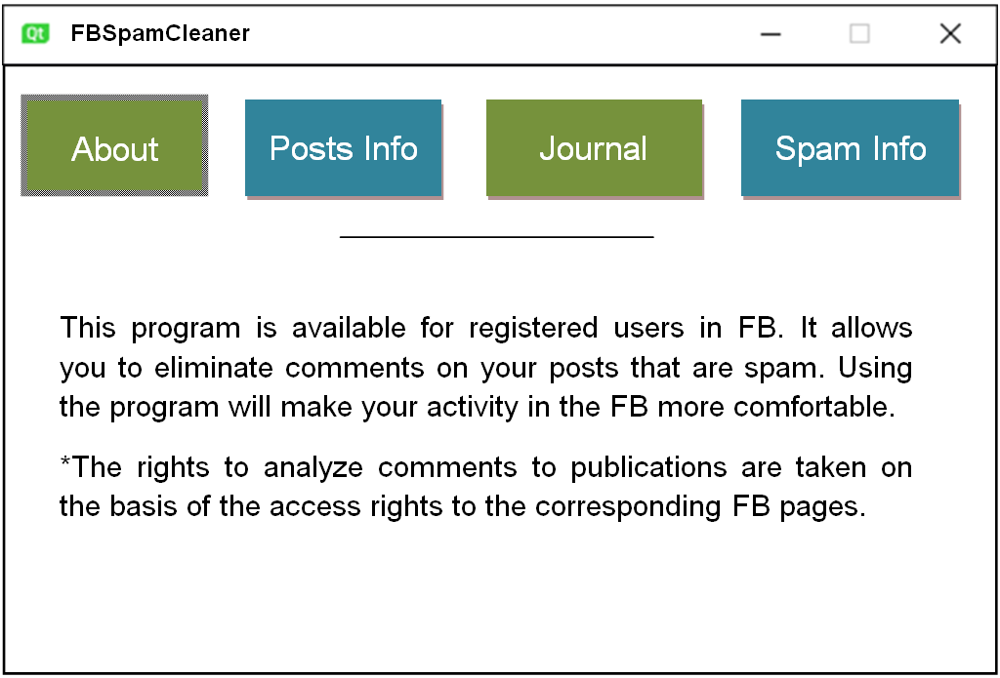 Qt FBSpamCleaner
About Posts Info Journal Spam Info
This program is available for registered users in FB. It allows
you to eliminate comments on your posts that are spam. Using
the program will make your activity in the FB more comfortable.
*The rights to analyze comments to publications are taken on
the basis of the access rights to the corresponding FB pages.